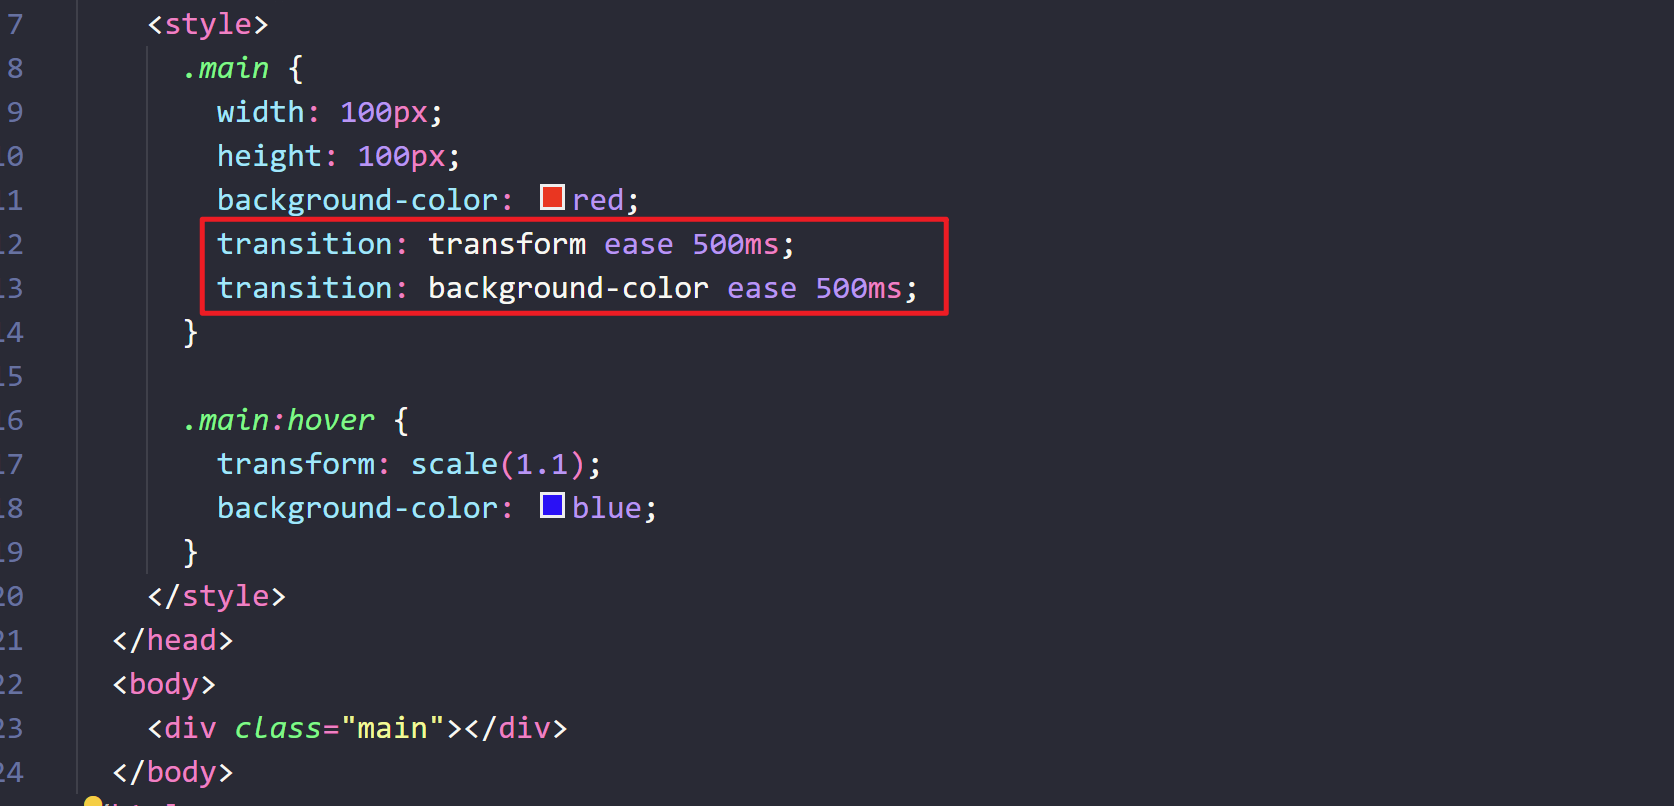 7 <style>
8 .main {
9 width: 100px;
10 height: 100px;
11 background-color: red;
12 transition: transform ease 500ms;
13 transition: background-color ease 500ms;
14 }
15
16 .main:hover {
17 transform: scale(1.1);
18 background-color: blue;
19 }
20 </style>
21 </head>
22 <body>
23 <div class="main"></div>
24 </body>